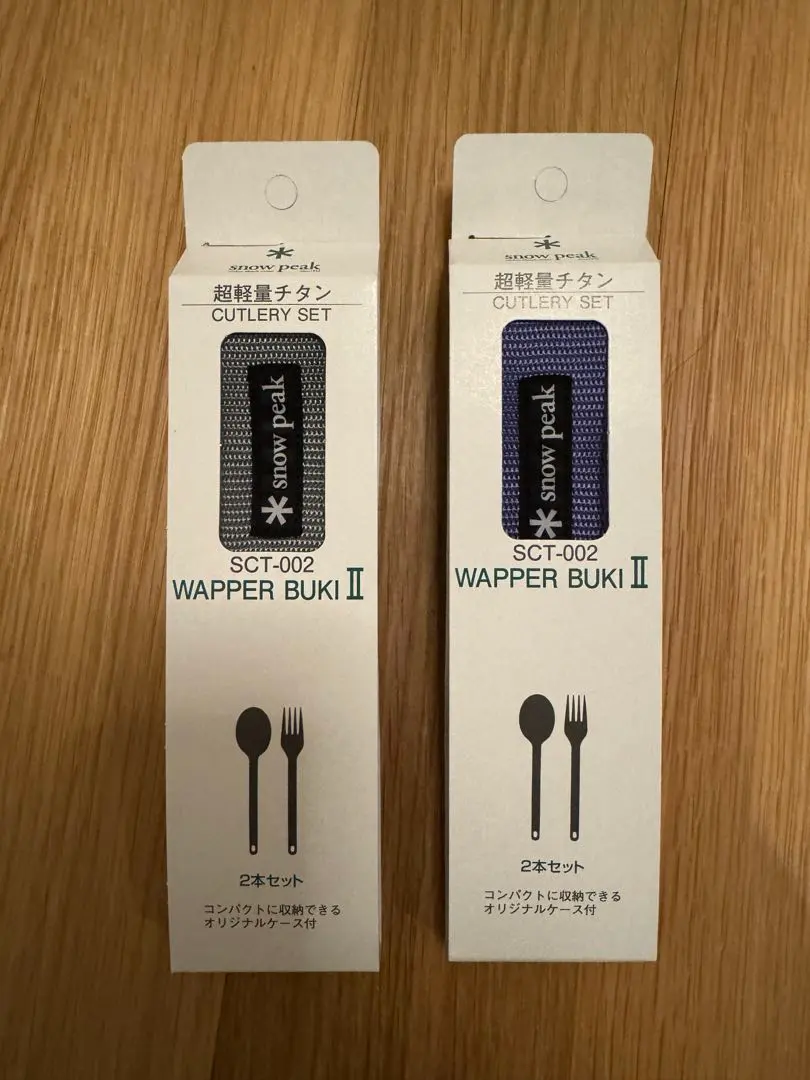 snow peak
超軽量チタン
CUTLERY SET
snow peak
SCT-002
WAPPER BUKI Ⅱ
2本セット
コンパクトに収納できる
オリジナルケース付
snow peak
超軽量チタン
CUTLERY SET
snow peak
SCT-002
WAPPER BUKI Ⅱ
2本セット
コンパクトに収納できる
オリジナルケース付